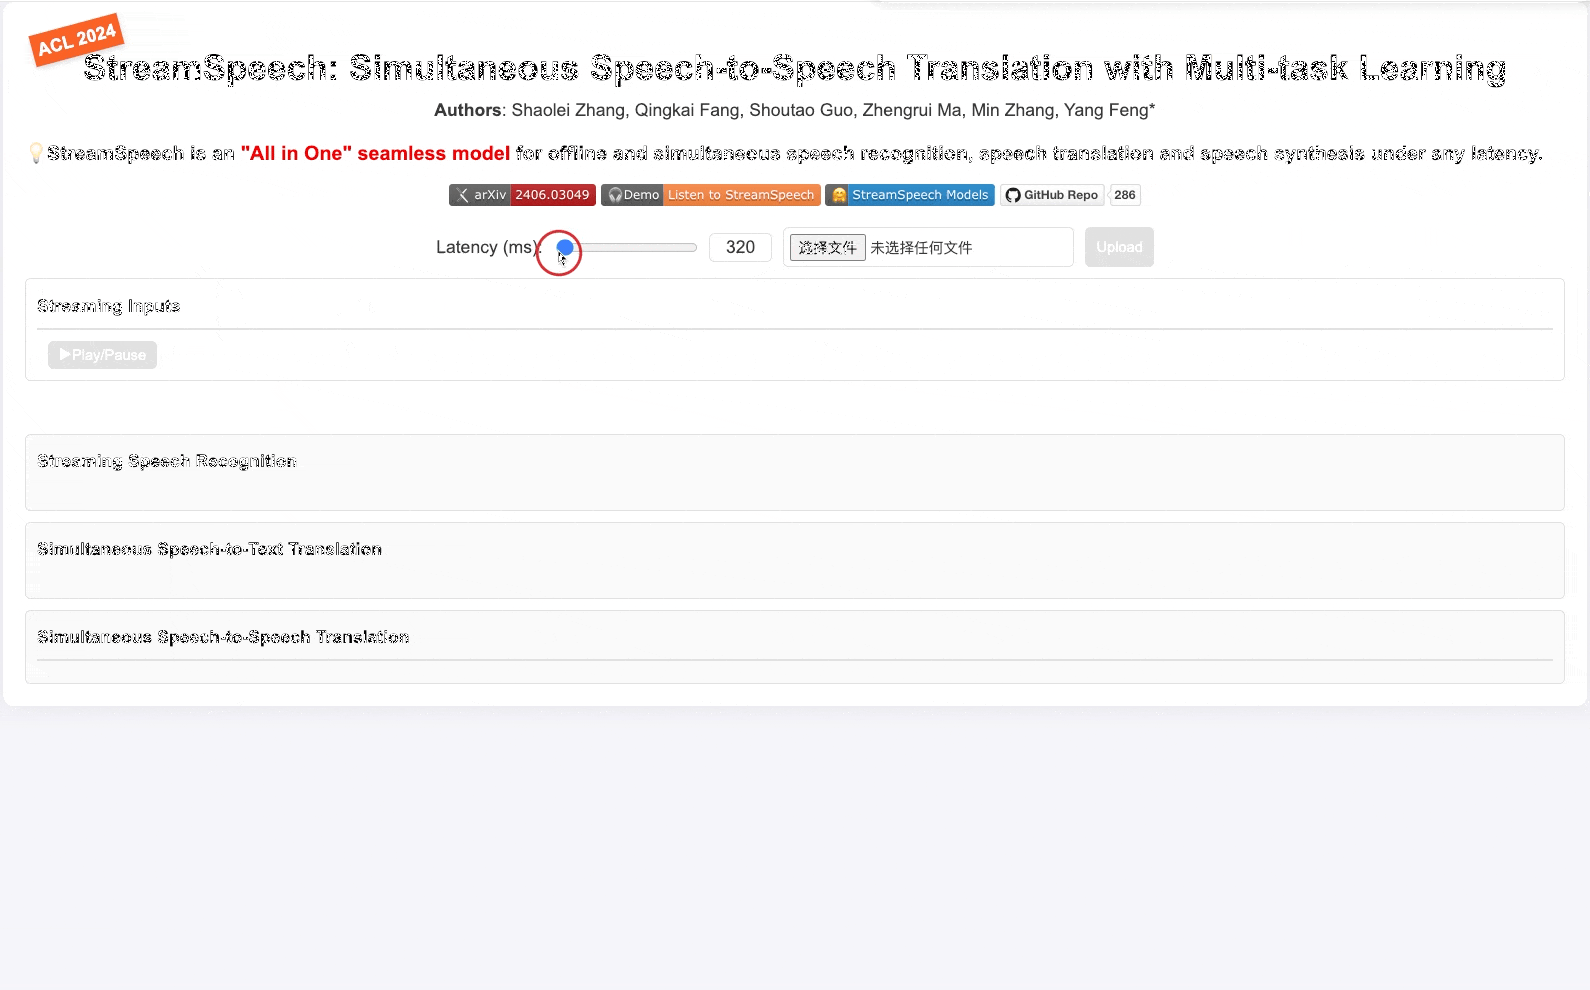 ACL 2024
StreamSpeech: Simultaneous Speech-to-Speech Translation with Multi-task Learning
Authors: Shaolei Zhang, Qingkai Fang, Shoutao Guo, Zhengrui Ma, Min Zhang, Yang Feng*
💡StreamSpeech is an "All in One" seamless model for offline and simultaneous speech recognition, speech translation and speech synthesis under any latency.
arXiv 2406.03049 🎧Demo Listen to StreamSpeech 🤗 StreamSpeech Models GitHub Repo 286
Latency (ms): 320 选择文件 未选择任何文件 Upload
Streaming Inputs
▶Play/Pause
Streaming Speech Recognition
Simultaneous Speech-to-Text Translation
Simultaneous Speech-to-Speech Translation